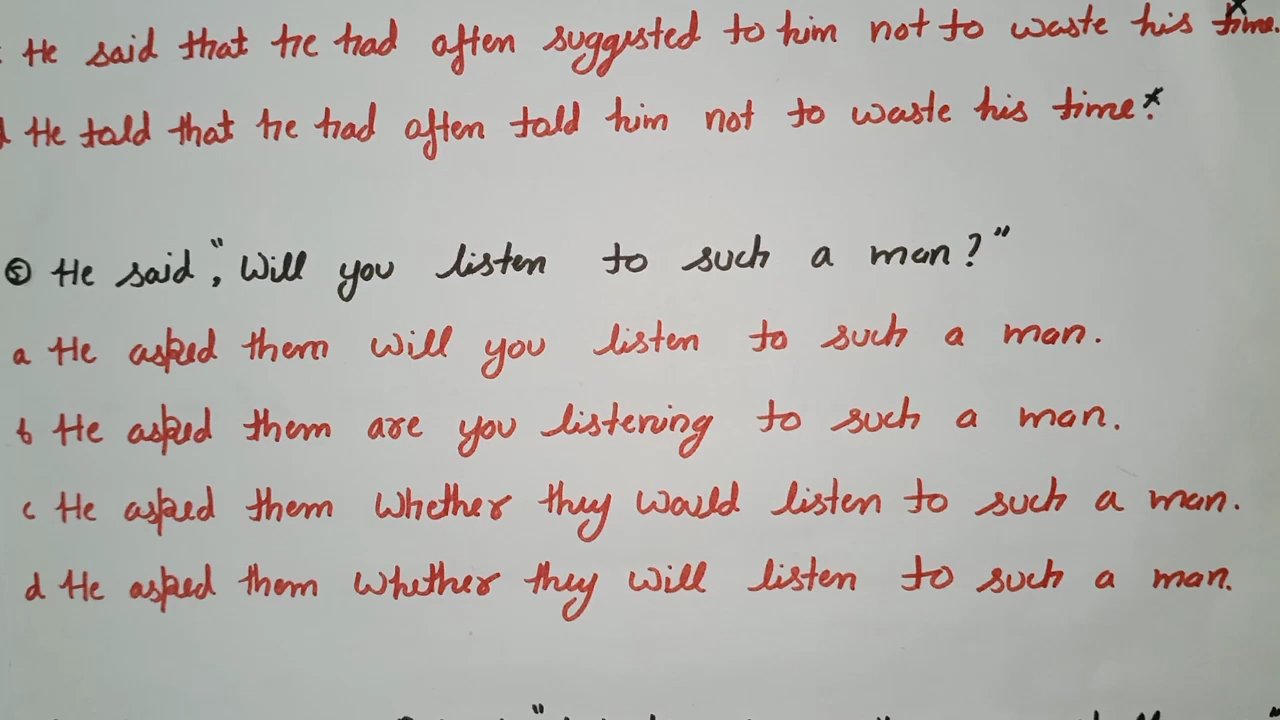 He said that he had often suggested to him not to waste his time.
d He told that he had often told him not to waste his time.
⑤ He said, "Will you listen to such a man?"
a He asked them will you listen to such a man.
b He asked them are you listening to such a man.
c He asked them whether they would listen to such a man.
d He asked them whether they will listen to such a man.